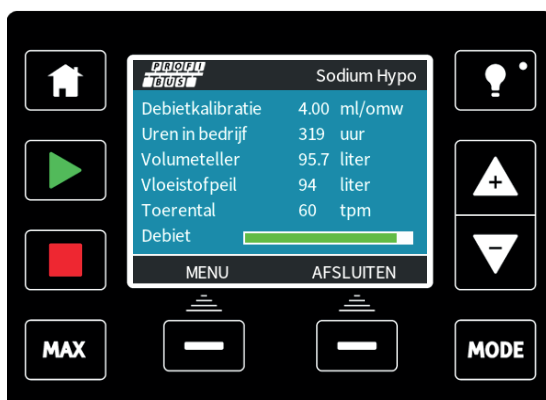 PROFI
BUS
Sodium Hypo
Debietkalibratie 4.00 ml/omw
Uren in bedrijf 319 uur
Volumeteller 95.7 liter
Vloeistofpeil 94 liter
Toerental 60 tpm
Debiet
MENU AFSLUITEN
MAX
MODE